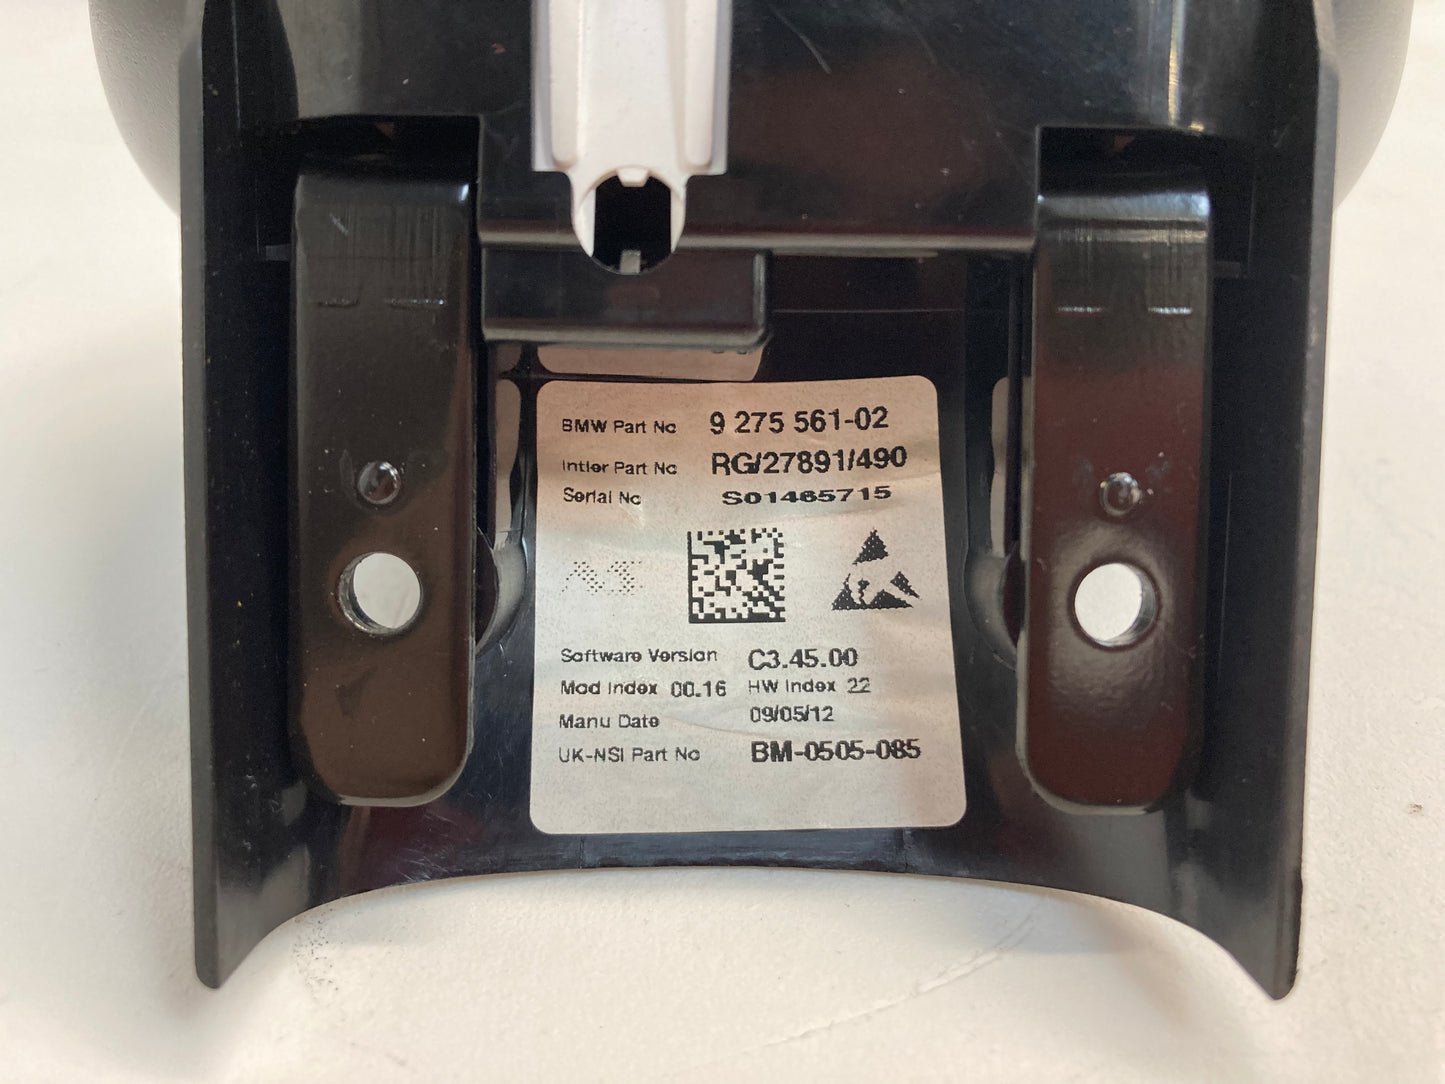 BMW Part No 9 275 561-02
Intier Part No RG/27891/490
Serial No S01465715
Software Version C3.45.00
Mod Index 00.16 HW Index 22
Manu Date 09/05/12
UK-NSI Part No BM-0505-085